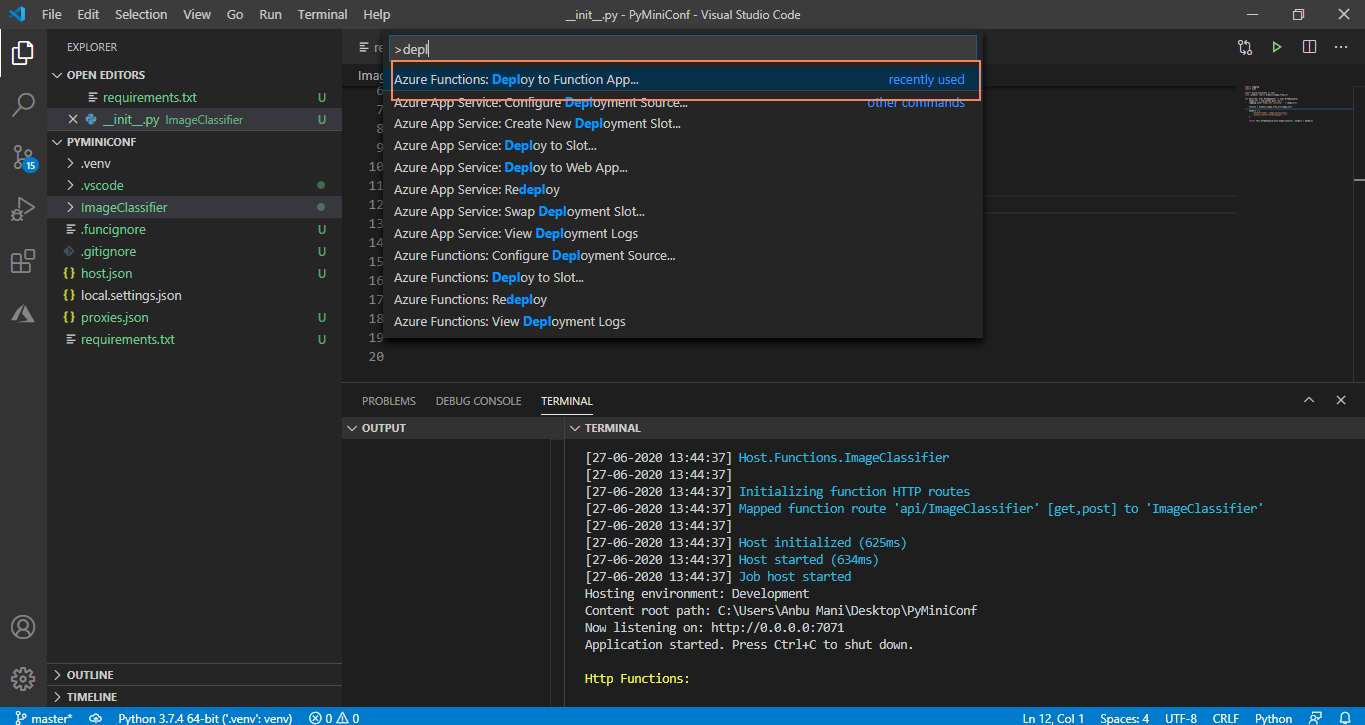 File Edit Selection View Go Run Terminal Help __init__.py - PyMiniConf - Visual Studio Code
EXPLORER
OPEN EDITORS
requirements.txt U
__init__.py ImageClassifier U
PYMINICONF
.venv
.vscode
ImageClassifier
.funcignore U
.gitignore U
host.json U
local.settings.json
proxies.json U
requirements.txt U
OUTLINE
TIMELINE
15
>depl
Azure Functions: Deploy to Function App... recently used
Azure App Service: Configure Deployment Source... other commands
Azure App Service: Create New Deployment Slot...
Azure App Service: Deploy to Slot...
Azure App Service: Deploy to Web App...
Azure App Service: Redeploy
Azure App Service: Swap Deployment Slot...
Azure App Service: View Deployment Logs
Azure Functions: Configure Deployment Source...
Azure Functions: Deploy to Slot...
Azure Functions: Redeploy
Azure Functions: View Deployment Logs
6
7
8
9
10
11
12
13
14
15
16
17
18
19
20
PROBLEMS DEBUG CONSOLE TERMINAL
OUTPUT
TERMINAL
[27-06-2020 13:44:37] Host.Functions.ImageClassifier
[27-06-2020 13:44:37]
[27-06-2020 13:44:37] Initializing function HTTP routes
[27-06-2020 13:44:37] Mapped function route 'api/ImageClassifier' [get,post] to 'ImageClassifier'
[27-06-2020 13:44:37]
[27-06-2020 13:44:37] Host initialized (625ms)
[27-06-2020 13:44:37] Host started (634ms)
[27-06-2020 13:44:37] Job host started
Hosting environment: Development
Content root path: C:\Users\Anbu Mani\Desktop\PyMiniConf
Now listening on: http://0.0.0.0:7071
Application started. Press Ctrl+C to shut down.
Http Functions:
master* Python 3.7.4 64-bit ('.venv': venv) 0 0 Ln 12, Col 1 Spaces: 4 UTF-8 CRLF Python